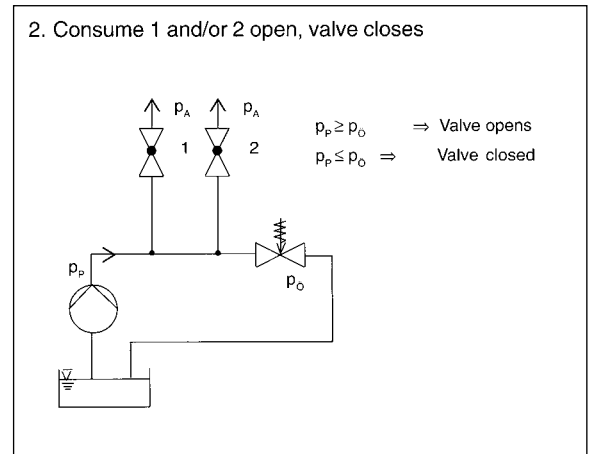 2. Consume 1 and/or 2 open, valve closes
p_A p_A
p_P ≥ p_Ö ⇒ Valve opens
1 2
p_P ≤ p_Ö ⇒ Valve closed
p_P
p_Ö